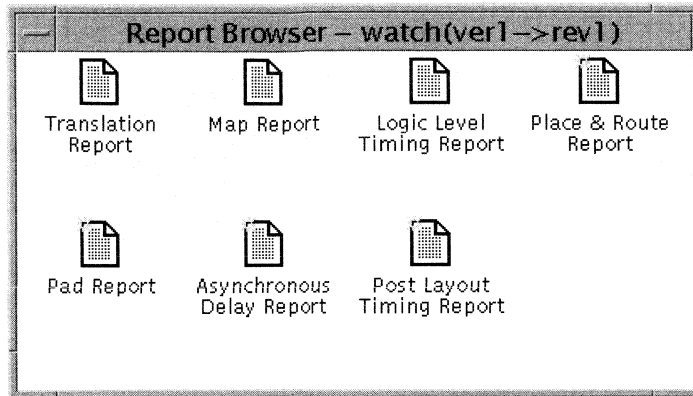 Report Browser – watch(ver1–>rev1)
Translation
Report
Map Report
Logic Level
Timing Report
Place & Route
Report
Pad Report
Asynchronous
Delay Report
Post Layout
Timing Report